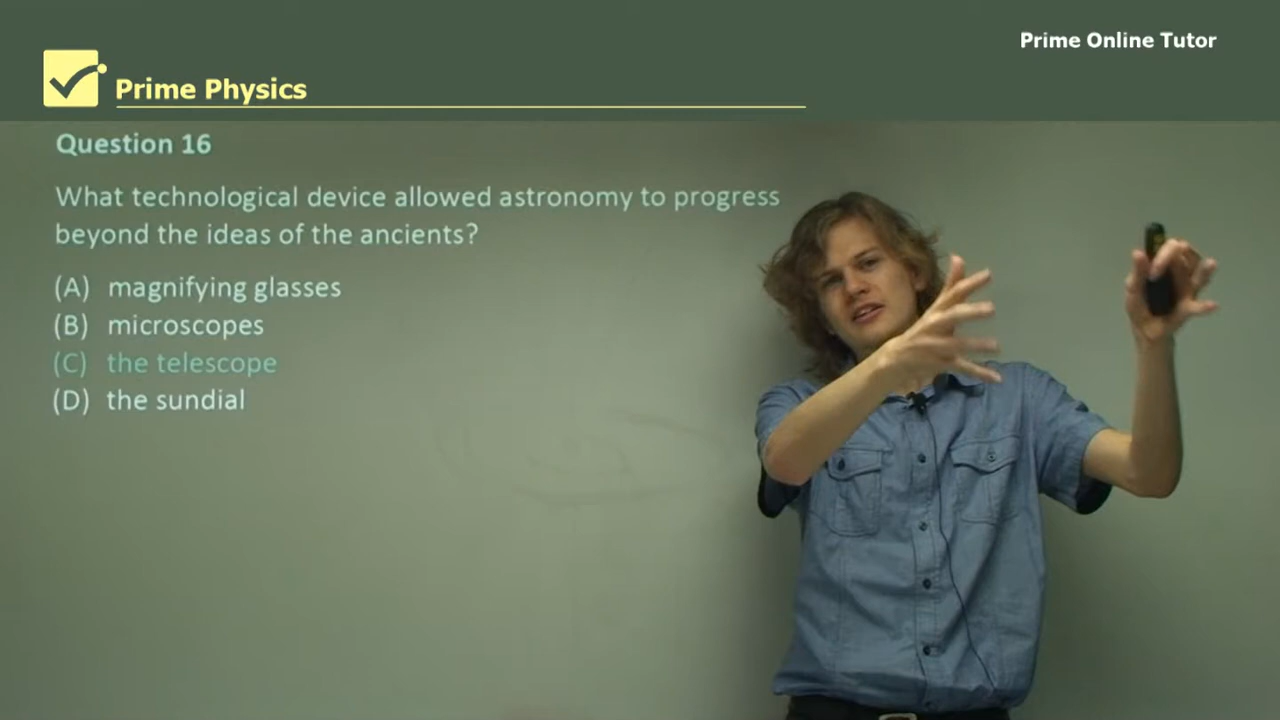 Prime Online Tutor
Prime Physics
Question 16
What technological device allowed astronomy to progress
beyond the ideas of the ancients?
(A) magnifying glasses
(B) microscopes
(C) the telescope
(D) the sundial